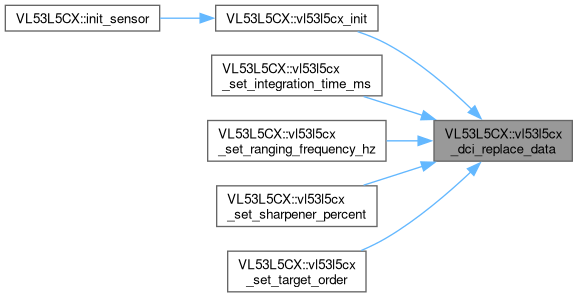 VL53L5CX::init_sensor
VL53L5CX::vl53l5cx_init
VL53L5CX::vl53l5cx
_set_integration_time_ms
VL53L5CX::vl53l5cx
_set_ranging_frequency_hz
VL53L5CX::vl53l5cx
_set_sharpener_percent
VL53L5CX::vl53l5cx
_set_target_order
VL53L5CX::vl53l5cx
_dci_replace_data